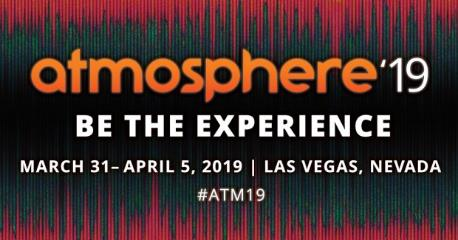 atmosphere‘19
BE THE EXPERIENCE
MARCH 31– APRIL 5, 2019 | LAS VEGAS, NEVADA
#ATM19